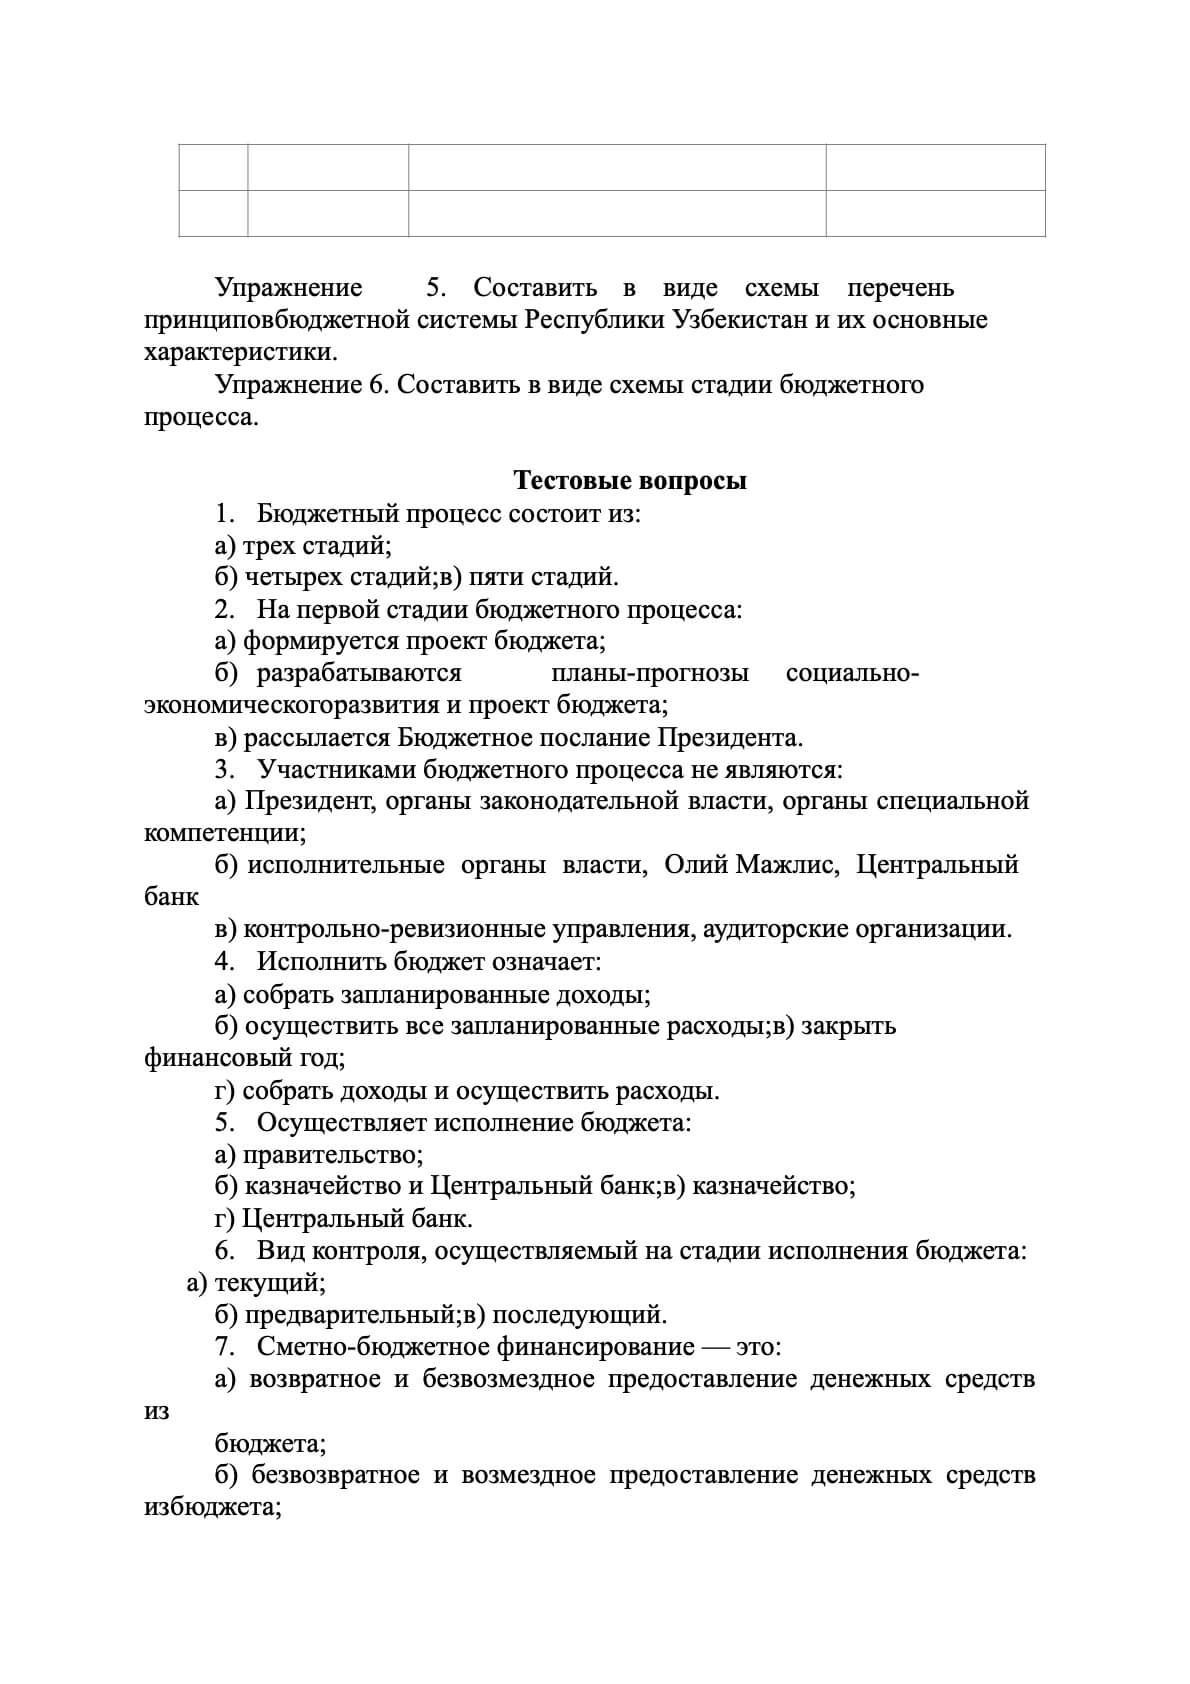 Упражнение 5. Составить в виде схемы перечень
принциповбюджетной системы Республики Узбекистан и их основные
характеристики.
Упражнение 6. Составить в виде схемы стадии бюджетного
процесса.
Тестовые вопросы
1. Бюджетный процесс состоит из:
а) трех стадий;
б) четырех стадий;в) пяти стадий.
2. На первой стадии бюджетного процесса:
а) формируется проект бюджета;
б) разрабатываются планы-прогнозы социально-
экономическогоразвития и проект бюджета;
в) рассылается Бюджетное послание Президента.
3. Участниками бюджетного процесса не являются:
а) Президент, органы законодательной власти, органы специальной
компетенции;
б) исполнительные органы власти, Олий Мажлис, Центральный
банк
в) контрольно-ревизионные управления, аудиторские организации.
4. Исполнить бюджет означает:
а) собрать запланированные доходы;
б) осуществить все запланированные расходы;в) закрыть
финансовый год;
г) собрать доходы и осуществить расходы.
5. Осуществляет исполнение бюджета:
а) правительство;
б) казначейство и Центральный банк;в) казначейство;
г) Центральный банк.
6. Вид контроля, осуществляемый на стадии исполнения бюджета:
а) текущий;
б) предварительный;в) последующий.
7. Сметно-бюджетное финансирование — это:
а) возвратное и безвозмездное предоставление денежных средств
из
бюджета;
б) безвозвратное и возмездное предоставление денежных средств
избюджета;